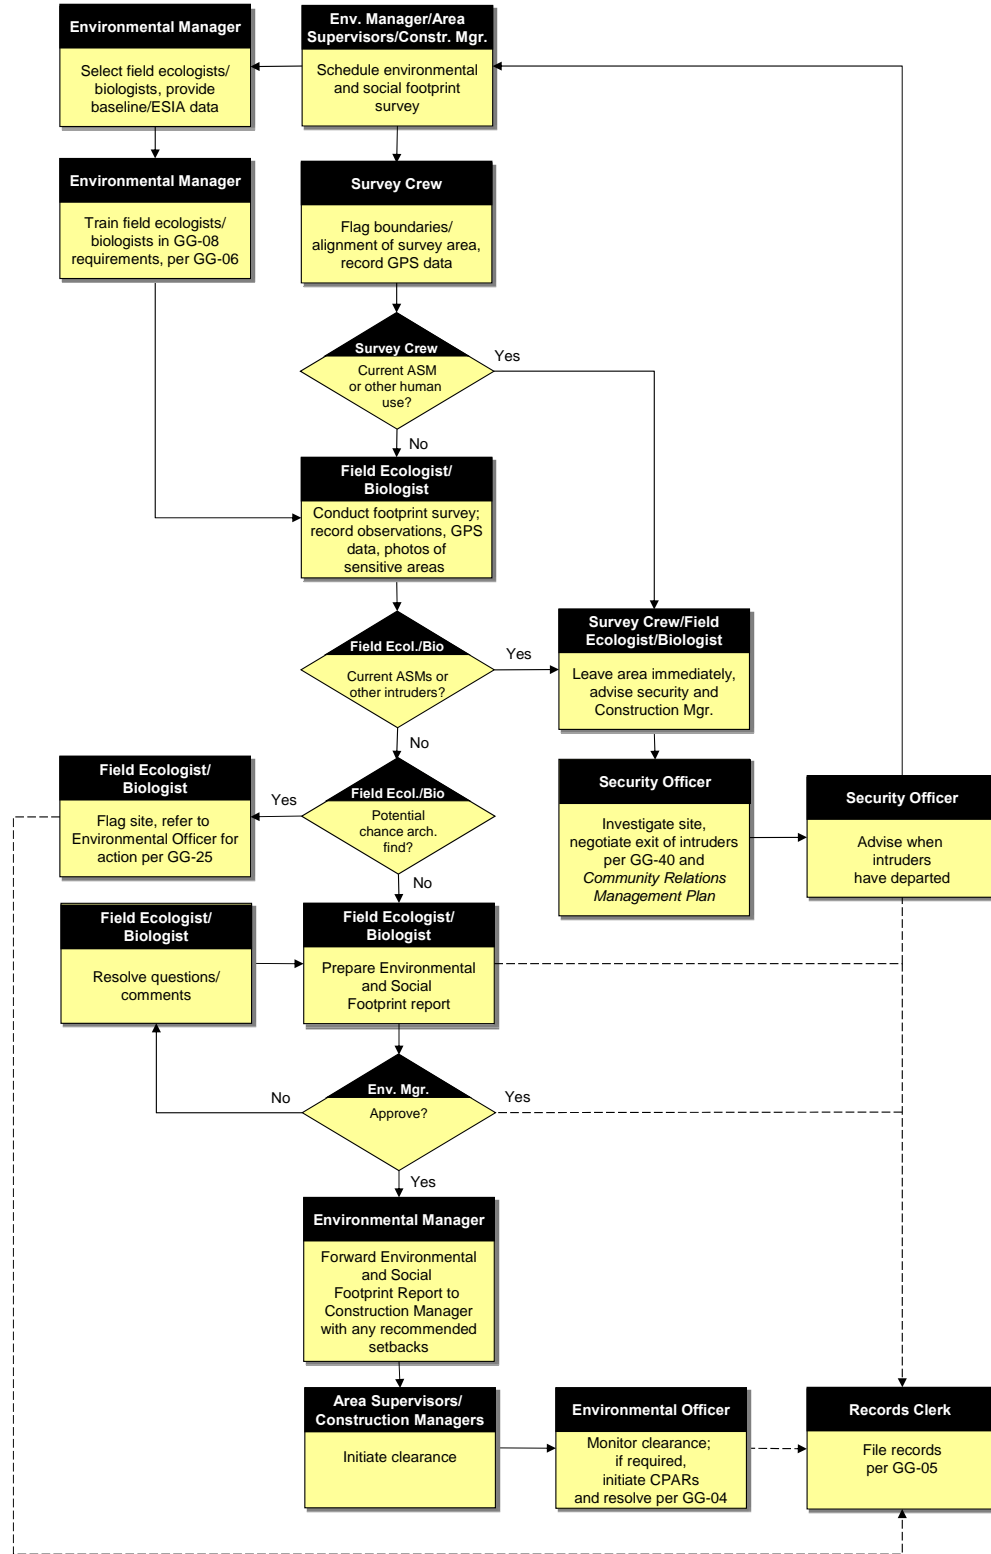 Environmental Manager
Select field ecologists/
biologists, provide
baseline/ESIA data
Env. Manager/Area
Supervisors/Constr. Mgr.
Schedule environmental
and social footprint
survey
Environmental Manager
Train field ecologists/
biologists in GG-08
requirements, per GG-06
Survey Crew
Flag boundaries/
alignment of survey area,
record GPS data
Survey Crew
Current ASM
or other human
use?
Yes
No
Field Ecologist/
Biologist
Conduct footprint survey;
record observations, GPS
data, photos of
sensitive areas
Field Ecol./Bio
Current ASMs or
other intruders?
Yes
No
Survey Crew/Field
Ecologist/Biologist
Leave area immediately,
advise security and
Construction Mgr.
Field Ecologist/
Biologist
Flag site, refer to
Environmental Officer for
action per GG-25
Yes
Field Ecol./Bio
Potential
chance arch.
find?
No
Security Officer
Investigate site,
negotiate exit of intruders
per GG-40 and
Community Relations
Management Plan
Security Officer
Advise when
intruders
have departed
Field Ecologist/
Biologist
Resolve questions/
comments
Field Ecologist/
Biologist
Prepare Environmental
and Social
Footprint report
No
Env. Mgr.
Approve?
Yes
Yes
Environmental Manager
Forward Environmental
and Social
Footprint Report to
Construction Manager
with any recommended
setbacks
Area Supervisors/
Construction Managers
Initiate clearance
Environmental Officer
Monitor clearance;
if required,
initiate CPARs
and resolve per GG-04
Records Clerk
File records
per GG-05